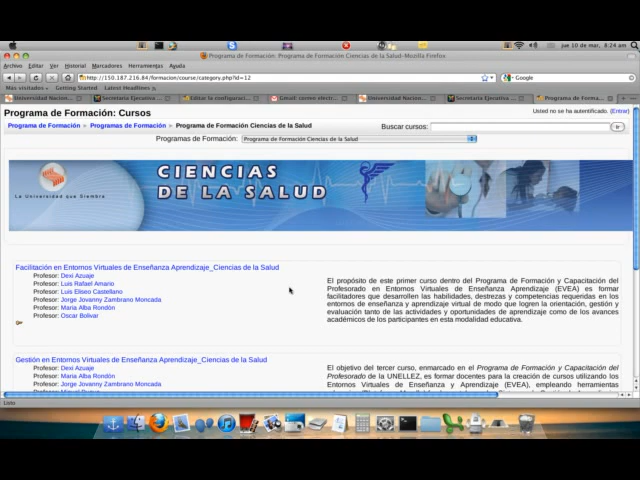 jue 10 de mar, 8:24 am
Programa de Formación: Programa de Formación Ciencias de la Salud-Mozilla Firefox
Archivo Editar Ver Historial Marcadores Herramientas Ayuda
http://150.187.216.84/formacion/course/category.php?id=12
Google
Más visitados Getting Started Latest Headlines
Universidad Nacion... Secretaría Ejecutiva ... Editar la configuraci... Gmail: correo electr... Universidad Nacion... Secretaría Ejecutiva ... Programa de Forma...
Programa de Formación: Cursos
Usted no se ha autentificado. (Entrar)
Programa de Formación ► Programas de Formación ► Programa de Formación Ciencias de la Salud
Buscar cursos: Ir
Programas de Formación: Programa de Formación Ciencias de la Salud
CIENCIAS
DE LA SALUD
La Universidad que Siembra
Facilitación en Entornos Virtuales de Enseñanza Aprendizaje_Ciencias de la Salud
Profesor: Dexi Azuaje
Profesor: Luis Rafael Amario
Profesor: Luis Eliseo Castellano
Profesor: Jorge Jovanny Zambrano Moncada
Profesor: Maria Alba Rondón
Profesor: Oscar Bolivar
El propósito de este primer curso dentro del Programa de Formación y Capacitación del
Profesorado en Entornos Virtuales de Enseñanza Aprendizaje (EVEA) es formar
facilitadores que desarrollen las habilidades, destrezas y competencias requeridas en los
entornos de enseñanza y aprendizaje virtual de modo que logren la orientación, gestión y
evaluación tanto de las actividades y oportunidades de aprendizaje como de los avances
académicos de los participantes en esta modalidad educativa.
Gestión en Entornos Virtuales de Enseñanza Aprendizaje_Ciencias de la Salud
Profesor: Dexi Azuaje
Profesor: Maria Alba Rondón
Profesor: Jorge Jovanny Zambrano Moncada
El objetivo del tercer curso, enmarcado en el Programa de Formación y Capacitación del
Profesorado de la UNELLEZ, es formar docentes para la creación de cursos utilizando los
Entornos Virtuales de Enseñanza y Aprendizaje (EVEA), empleando herramientas
Listo